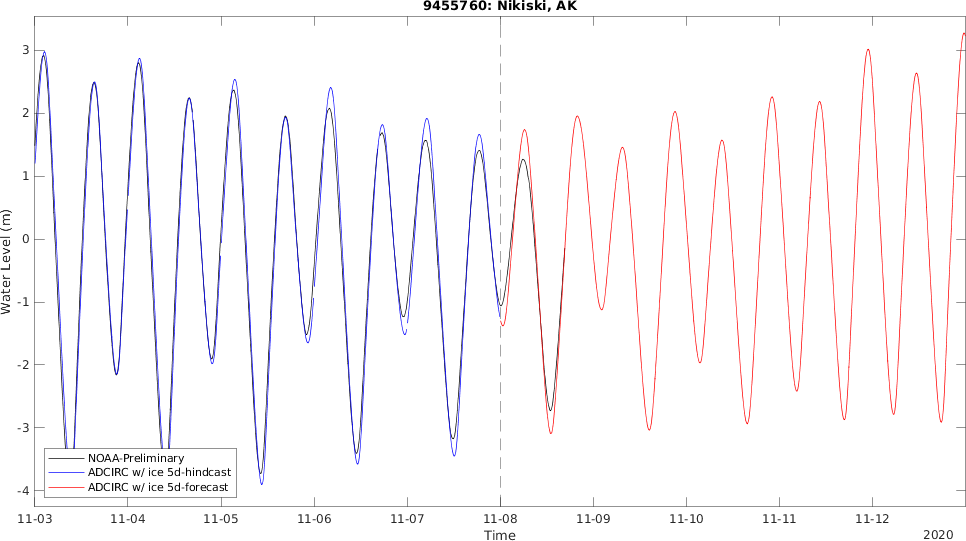 9455760: Nikiski, AK
Water Level (m)
3
2
1
0
-1
-2
-3
-4
NOAA-Preliminary
ADCIRC w/ ice 5d-hindcast
ADCIRC w/ ice 5d-forecast
11-03 11-04 11-05 11-06 11-07 11-08 11-09 11-10 11-11 11-12
Time
2020